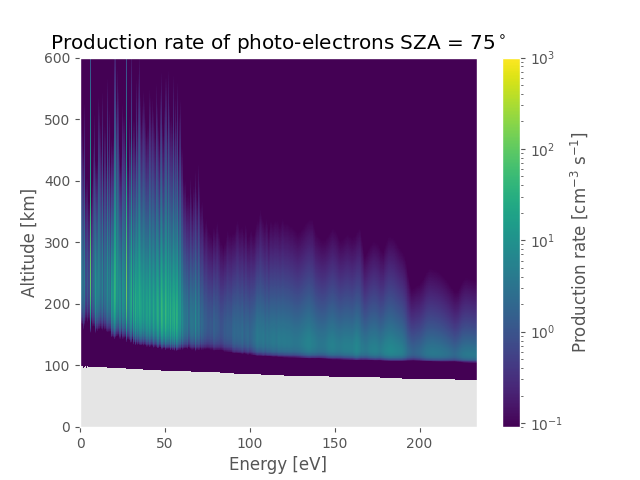 Production rate of photo-electrons SZA = 75°
600
500
400
300
200
100
0
Altitude [km]
0 50 100 150 200
Energy [eV]
10³
10²
10¹
10⁰
10⁻¹
Production rate [cm⁻³ s⁻¹]